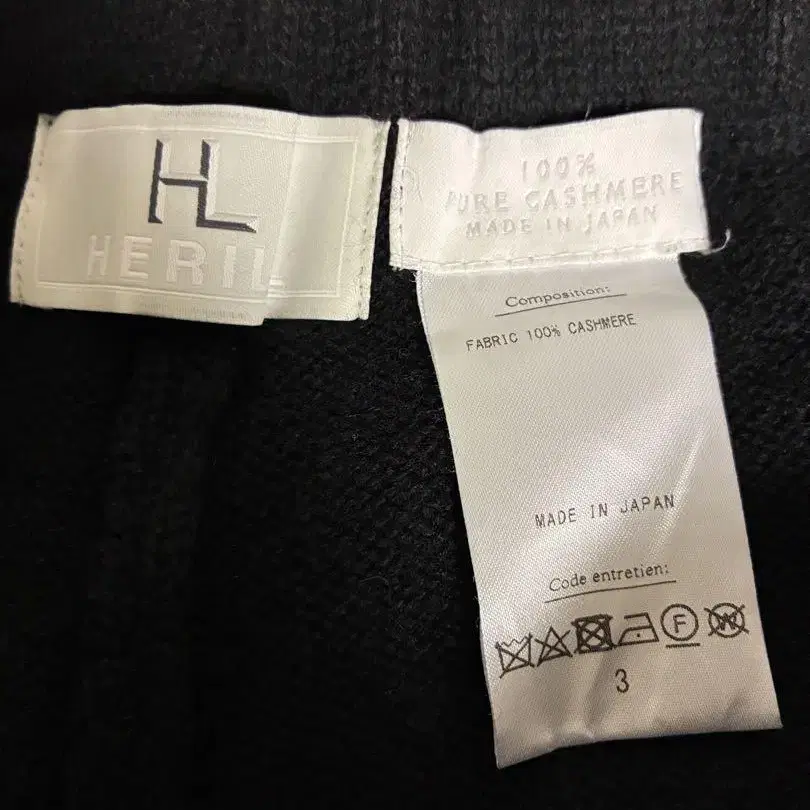 HL
HERIL
100%
PURE CASHMERE
MADE IN JAPAN
Composition:
FABRIC 100% CASHMERE
MADE IN JAPAN
Code entretien:
F W
3